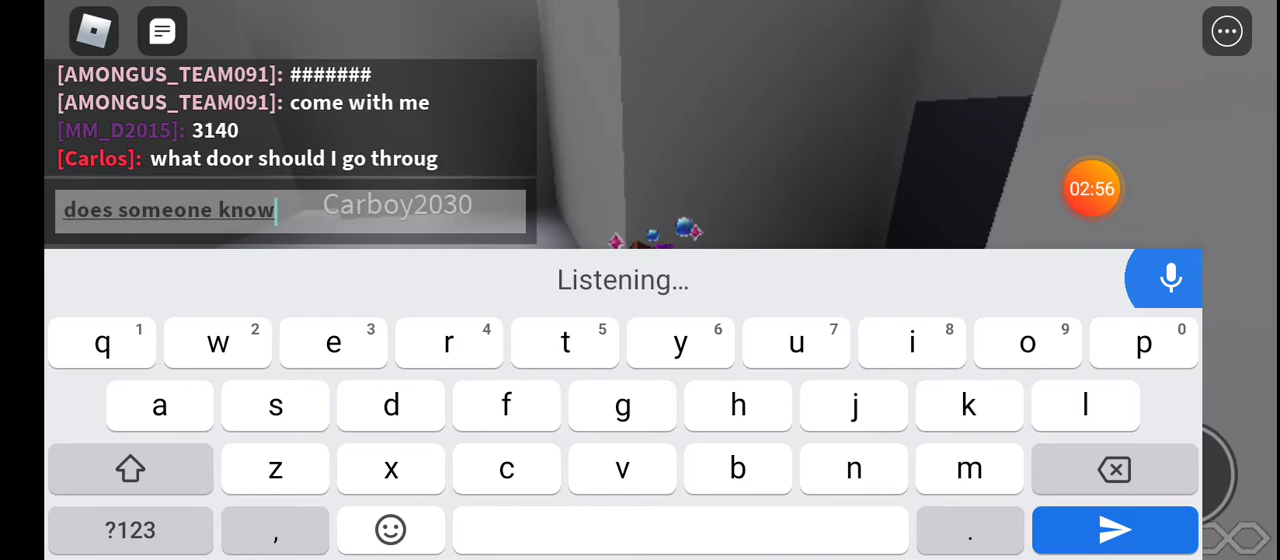 [AMONGUS_TEAM091]: #######
[AMONGUS_TEAM091]: come with me
[MM_D2015]: 3140
[Carlos]: what door should I go throug
does someone know
Carboy2030
02:56
Listening…
q 1 w 2 e 3 r 4 t 5 y 6 u 7 i 8 o 9 p 0
a s d f g h j k l
z x c v b n m
?123 , .